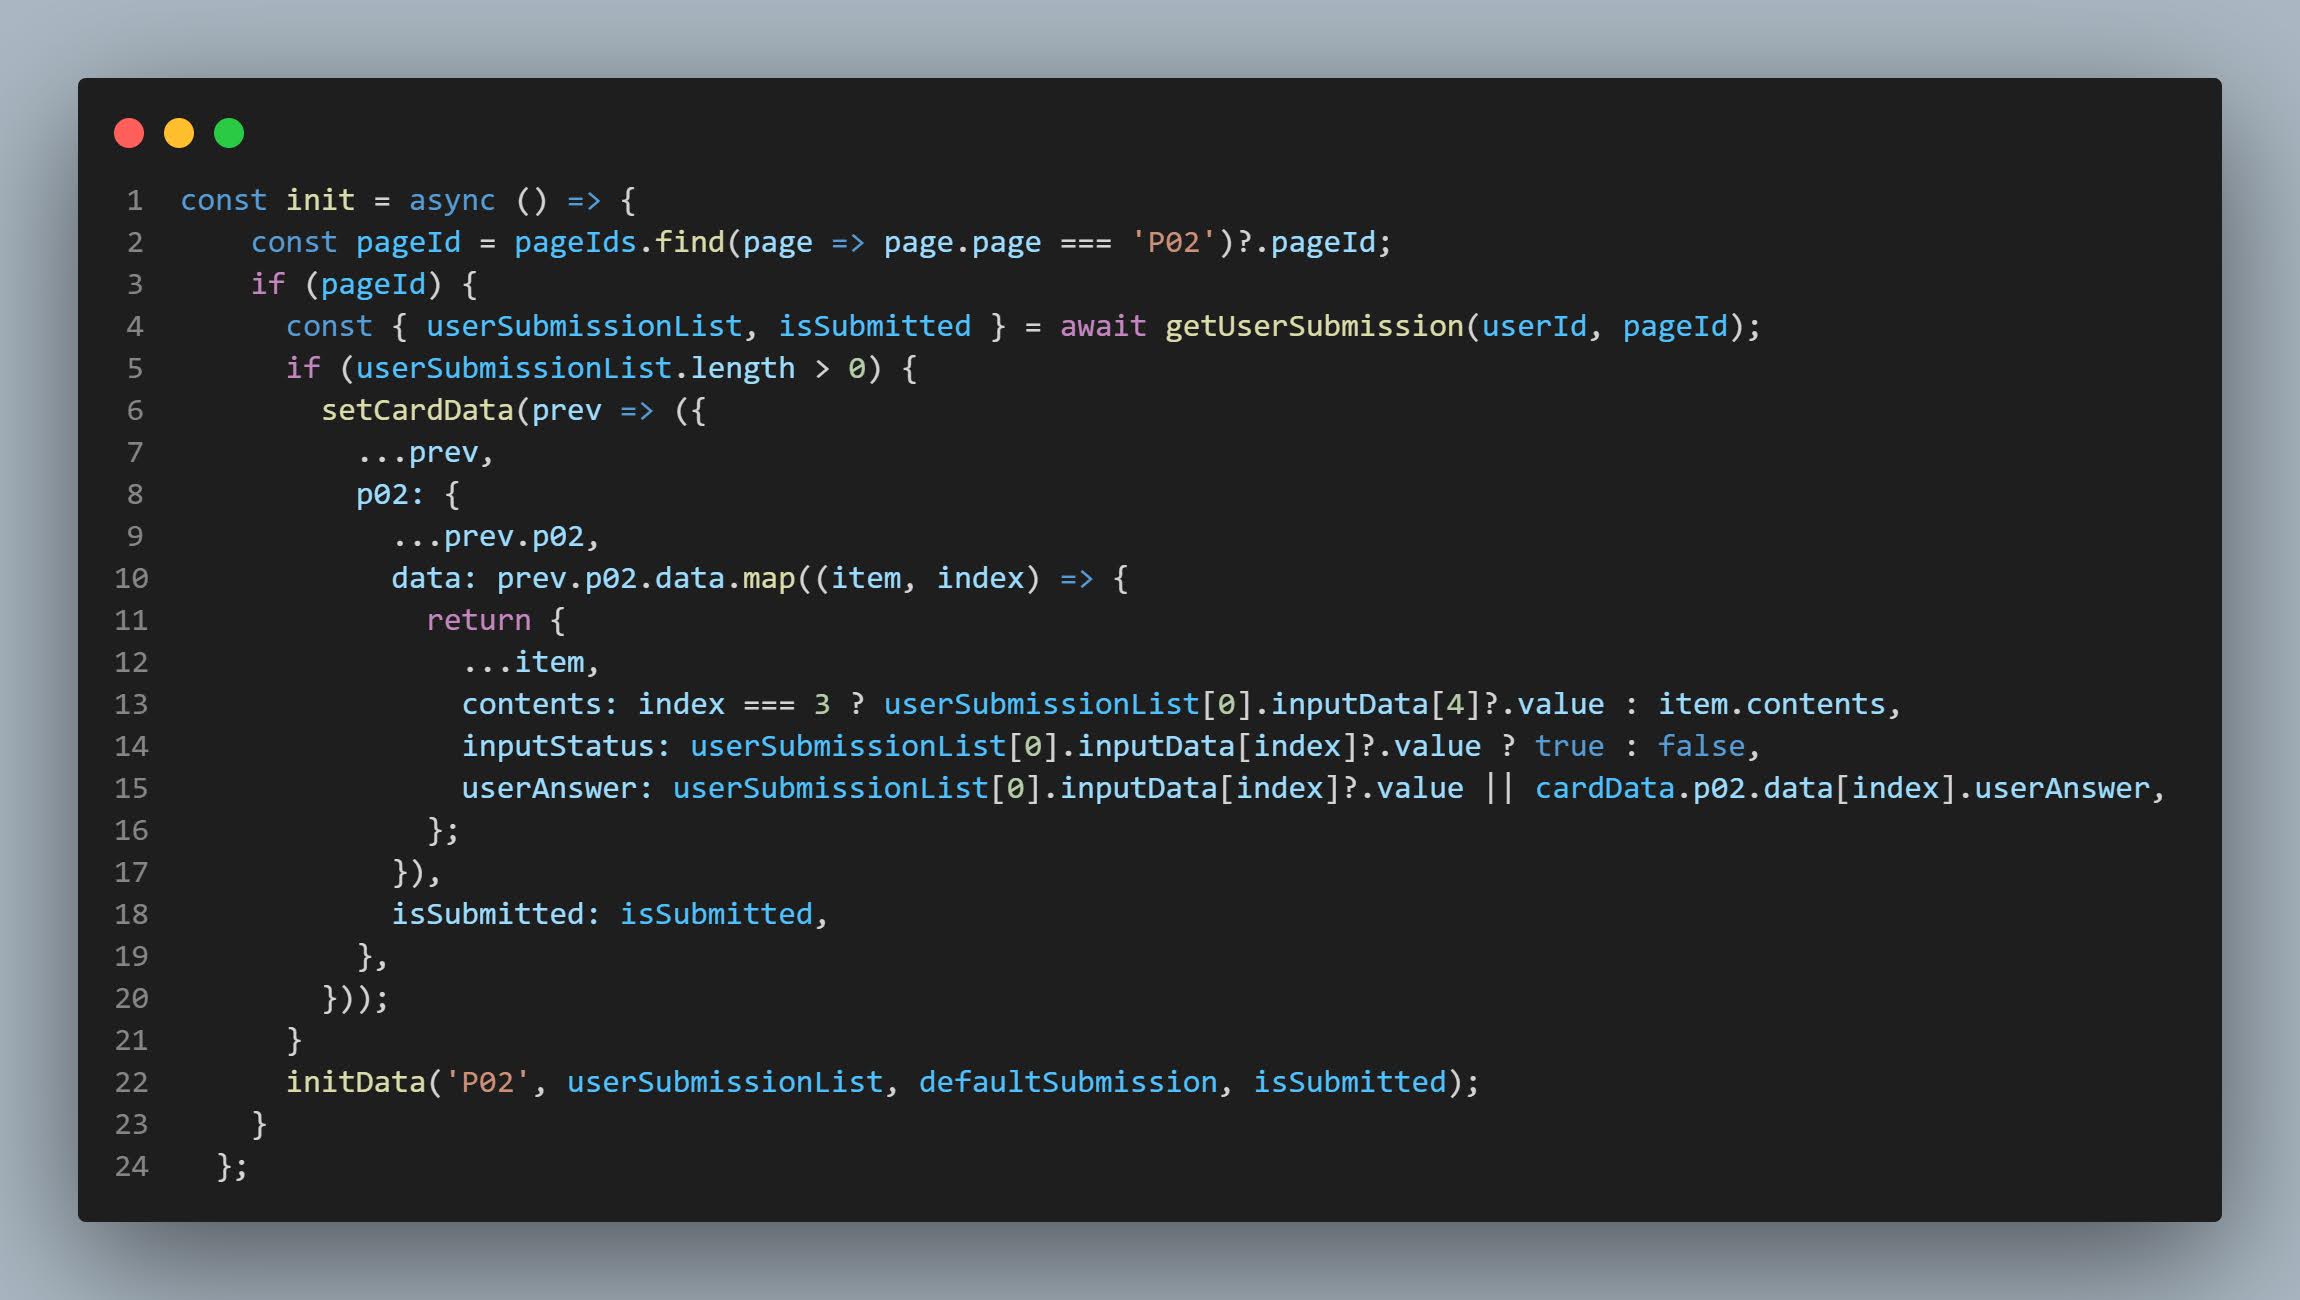 1 const init = async () => {
2     const pageId = pageIds.find(page => page.page === 'P02')?.pageId;
3     if (pageId) {
4       const { userSubmissionList, isSubmitted } = await getUserSubmission(userId, pageId);
5       if (userSubmissionList.length > 0) {
6         setCardData(prev => ({
7           ...prev,
8           p02: {
9             ...prev.p02,
10             data: prev.p02.data.map((item, index) => {
11               return {
12                 ...item,
13                 contents: index === 3 ? userSubmissionList[0].inputData[4]?.value : item.contents,
14                 inputStatus: userSubmissionList[0].inputData[index]?.value ? true : false,
15                 userAnswer: userSubmissionList[0].inputData[index]?.value || cardData.p02.data[index].userAnswer,
16               };
17             }),
18             isSubmitted: isSubmitted,
19           },
20         }));
21       }
22       initData('P02', userSubmissionList, defaultSubmission, isSubmitted);
23     }
24   };